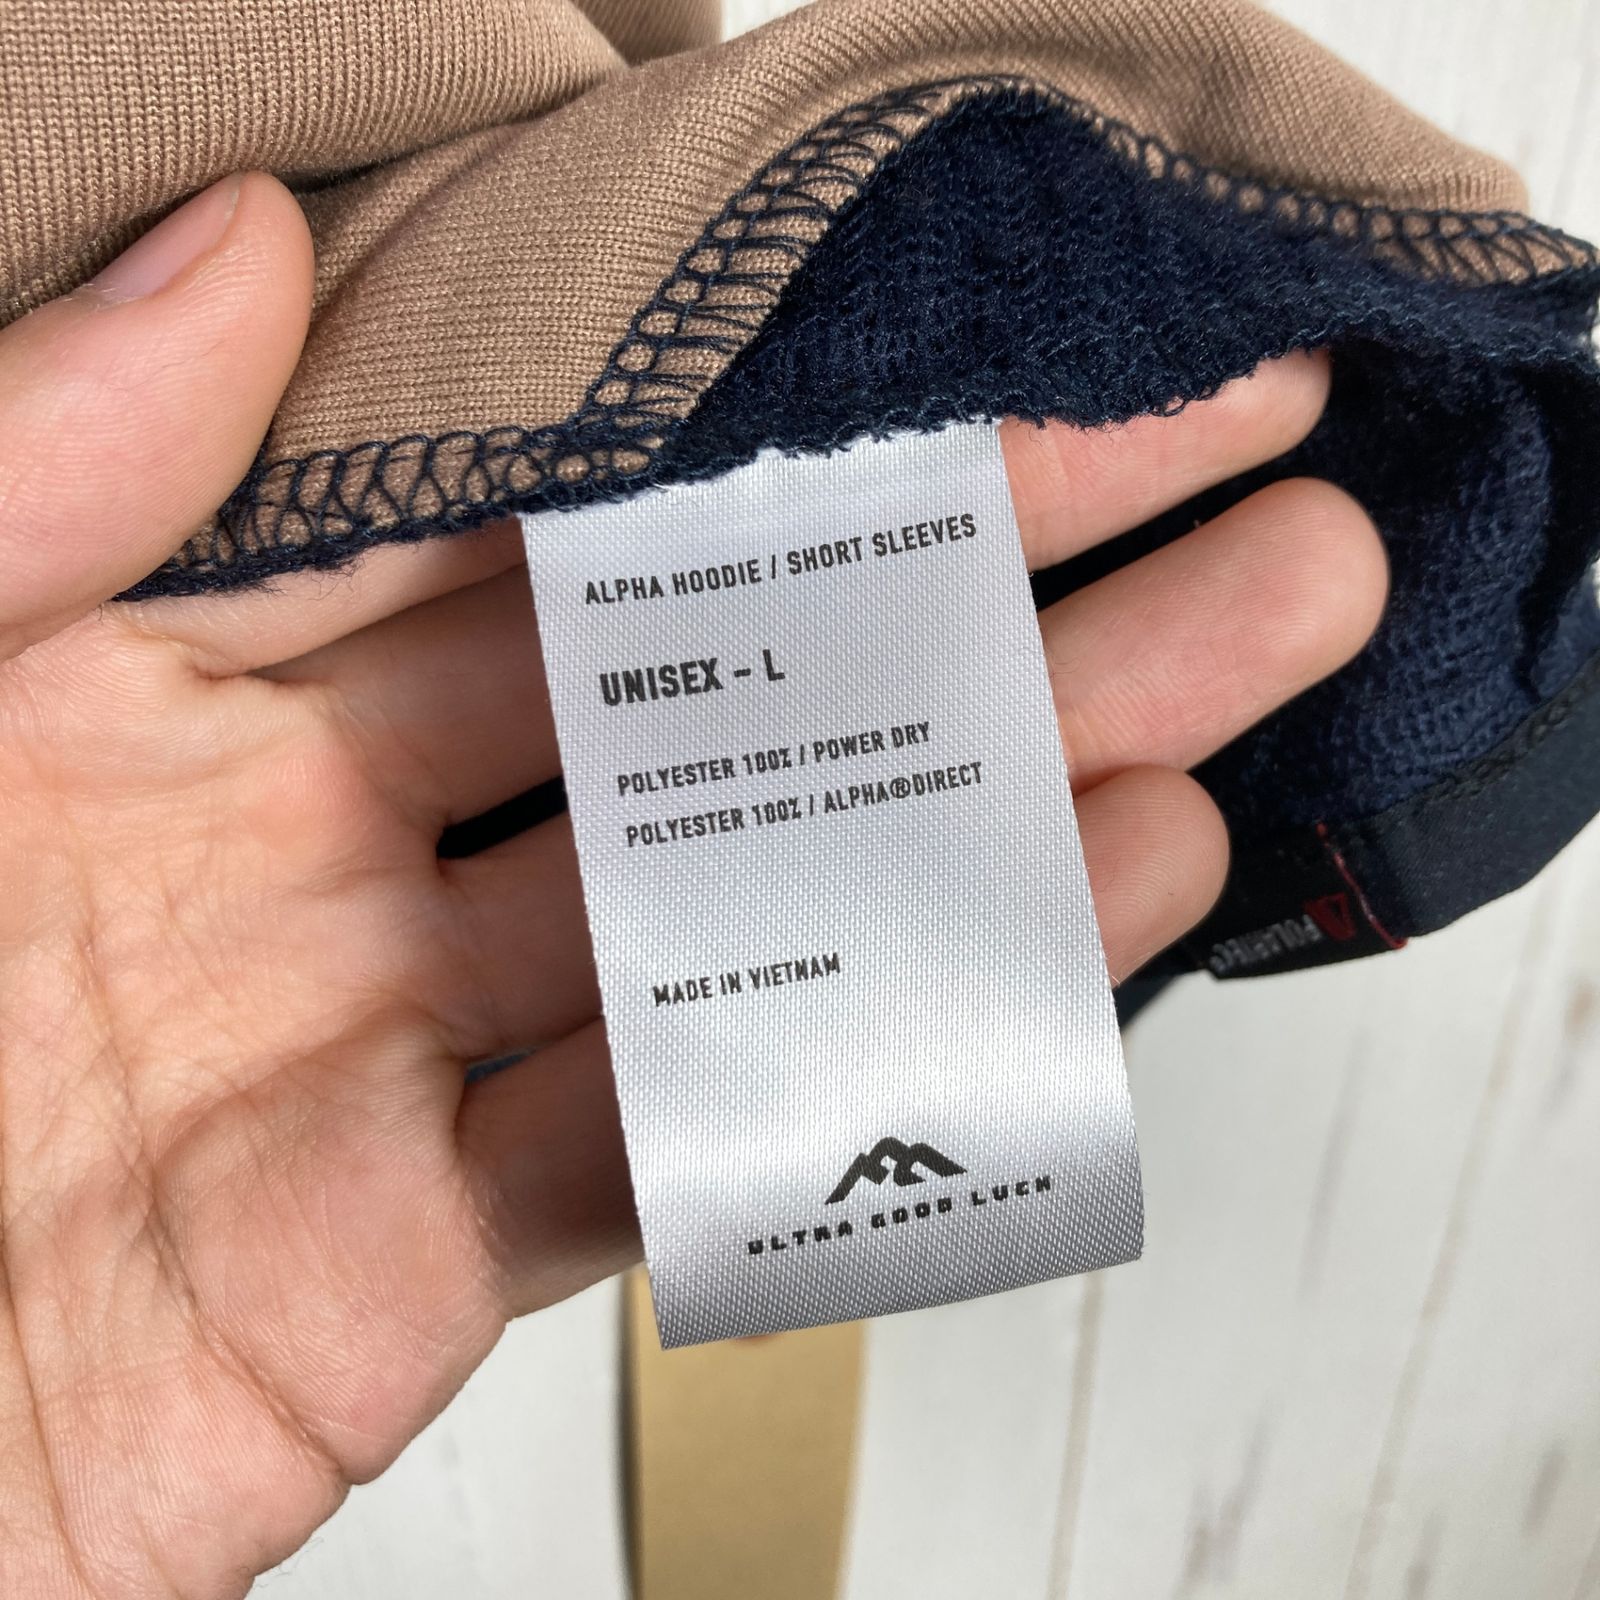 ALPHA HOODIE / SHORT SLEEVES
UNISEX - L
POLYESTER 100% / POWER DRY
POLYESTER 100% / ALPHA®DIRECT
MADE IN VIETNAM
ULTRA GOOD LUCK
POLARTEC